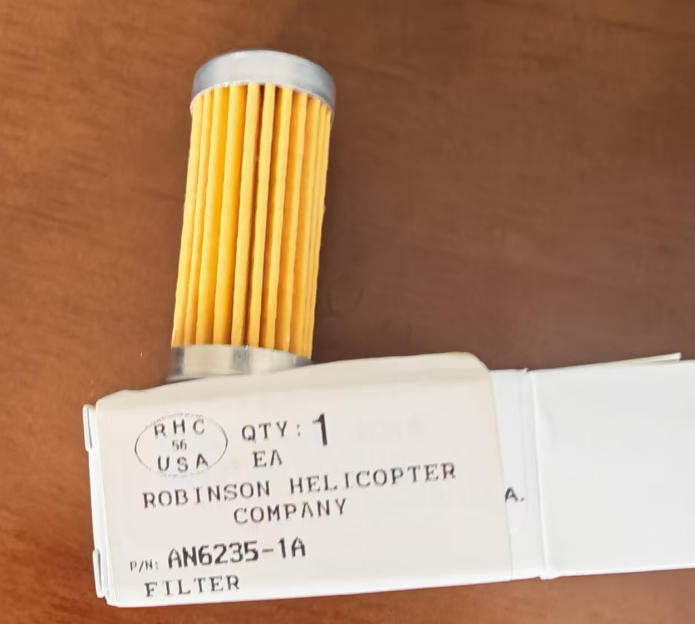 RHC
56
USA
QTY: 1
EA
ROBINSON HELICOPTER
COMPANY
P/N: AN6235-1A
FILTER
A.